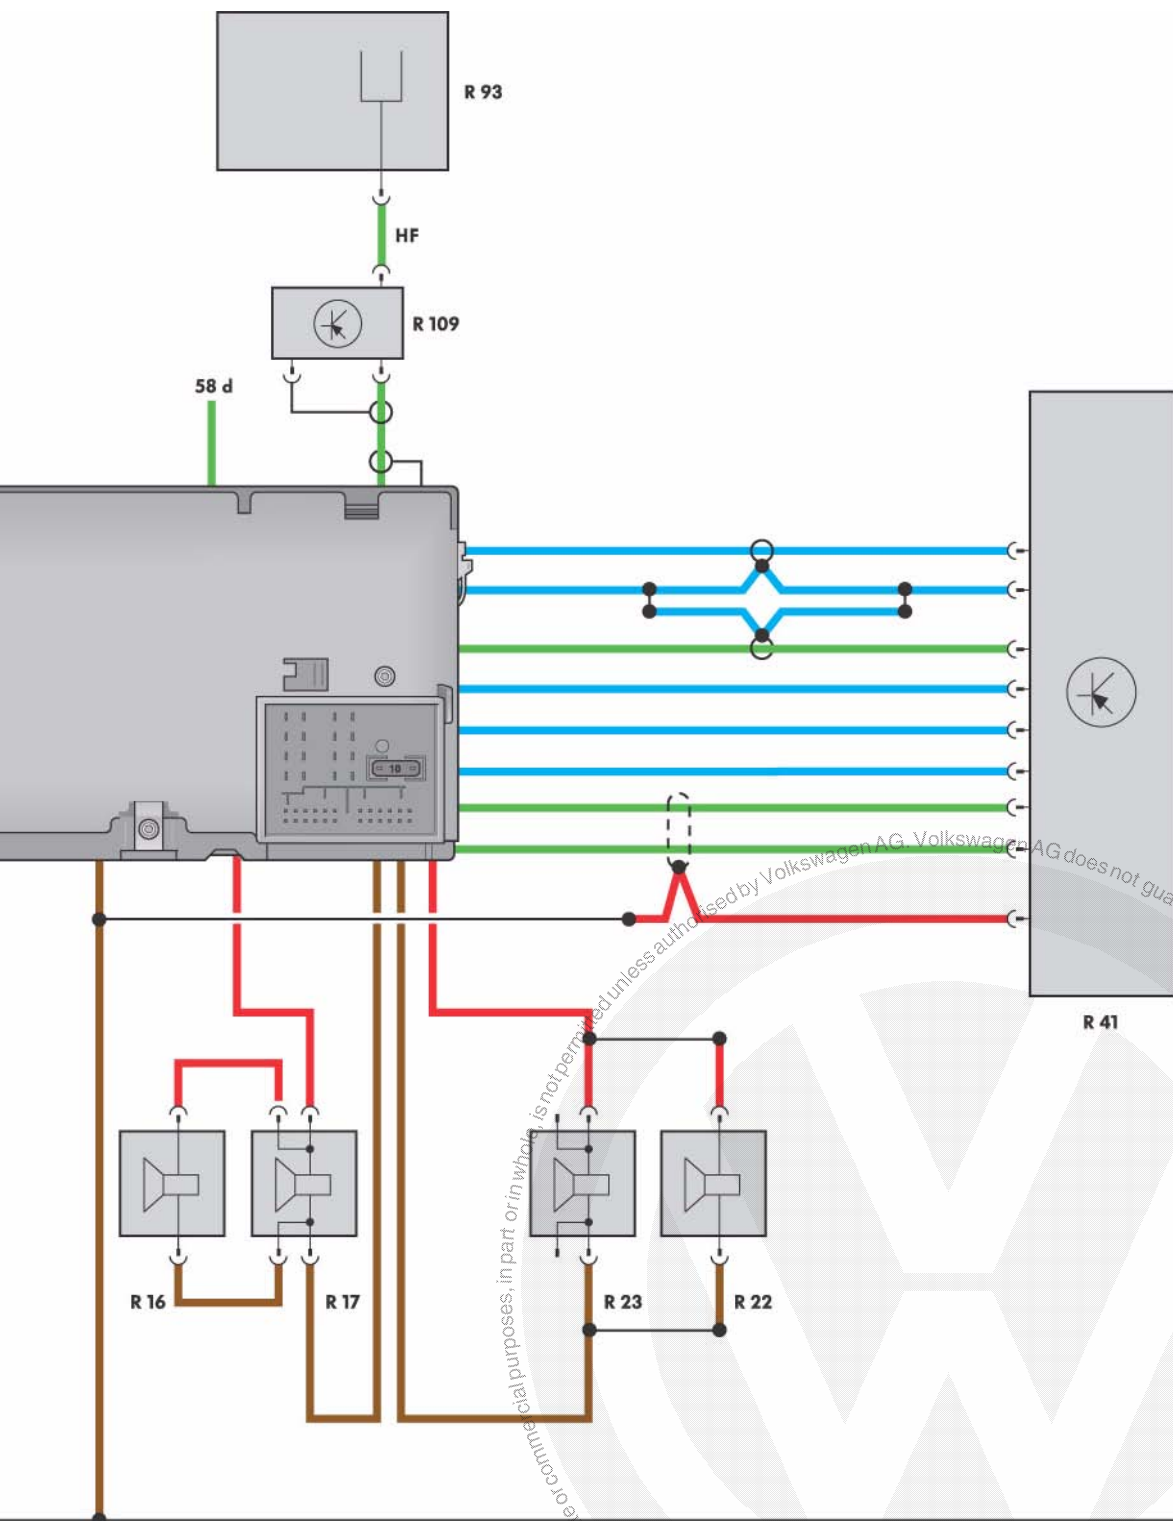 R 93
HF
R 109
58 d
10
R 41
R 16
R 17
R 23
R 22
e or commercial purposes, in part or in whole, is not permitted unless authorised by Volkswagen AG. Volkswagen AG does not gua